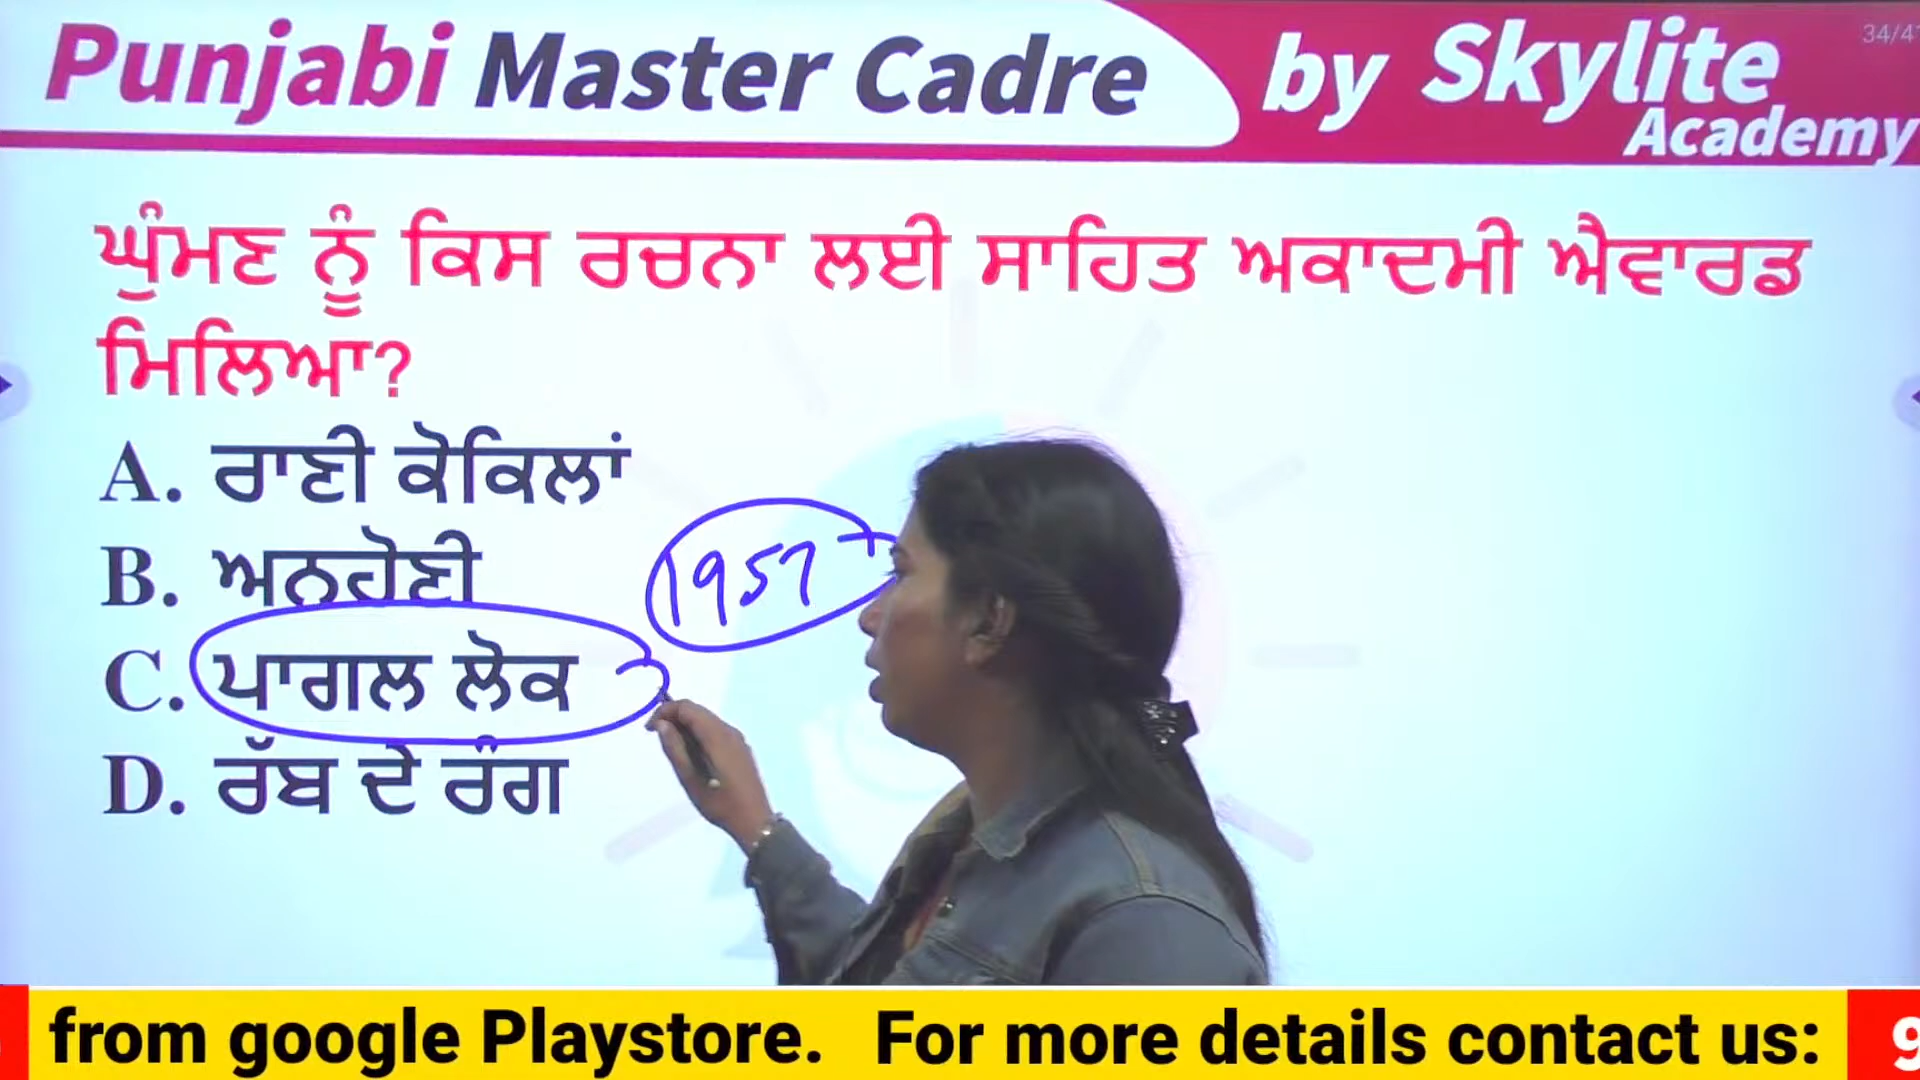 Punjabi Master Cadre by Skylite Academy
34/4
ਘੁੰਮਣ ਨੂੰ ਕਿਸ ਰਚਨਾ ਲਈ ਸਾਹਿਤ ਅਕਾਦਮੀ ਐਵਾਰਡ
ਮਿਲਿਆ?
A. ਰਾਣੀ ਕੋਕਿਲਾਂ
B. ਅਨਹੋਣੀ
1957
C. ਪਾਗਲ ਲੋਕ
D. ਰੱਬ ਦੇ ਰੰਗ
from google Playstore. For more details contact us: 9